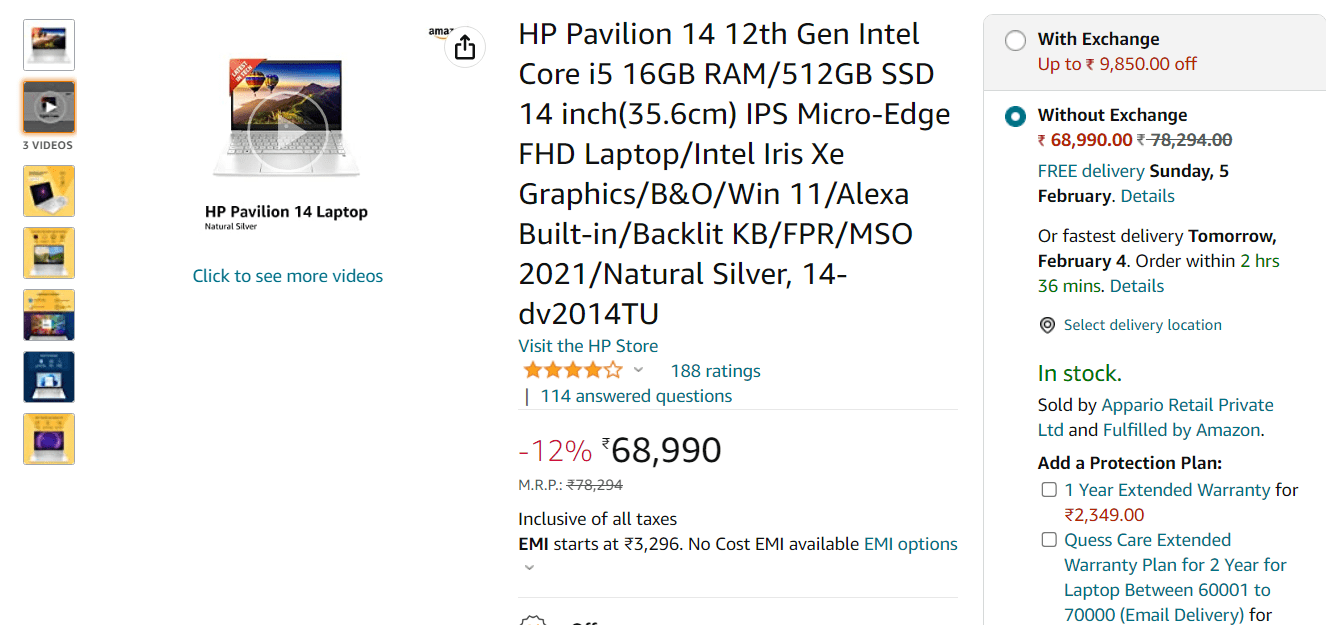 LATEST
IN TECH
3 VIDEOS
HP Pavilion 14 Laptop
Natural Silver
Click to see more videos
HP Pavilion 14 12th Gen Intel
Core i5 16GB RAM/512GB SSD
14 inch(35.6cm) IPS Micro-Edge
FHD Laptop/Intel Iris Xe
Graphics/B&O/Win 11/Alexa
Built-in/Backlit KB/FPR/MSO
2021/Natural Silver, 14-
dv2014TU
Visit the HP Store
188 ratings
| 114 answered questions
-12% ₹68,990
M.R.P.: ₹78,294
Inclusive of all taxes
EMI starts at ₹3,296. No Cost EMI available EMI options
With Exchange
Up to ₹ 9,850.00 off
Without Exchange
₹ 68,990.00 ₹ 78,294.00
FREE delivery Sunday, 5
February. Details
Or fastest delivery Tomorrow,
February 4. Order within 2 hrs
36 mins. Details
Select delivery location
In stock.
Sold by Appario Retail Private
Ltd and Fulfilled by Amazon.
Add a Protection Plan:
1 Year Extended Warranty for
₹2,349.00
Quess Care Extended
Warranty Plan for 2 Year for
Laptop Between 60001 to
70000 (Email Delivery) for